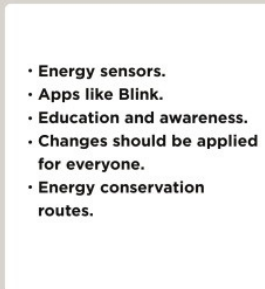 · Energy sensors.
· Apps like Blink.
· Education and awareness.
· Changes should be applied
for everyone.
· Energy conservation
routes.